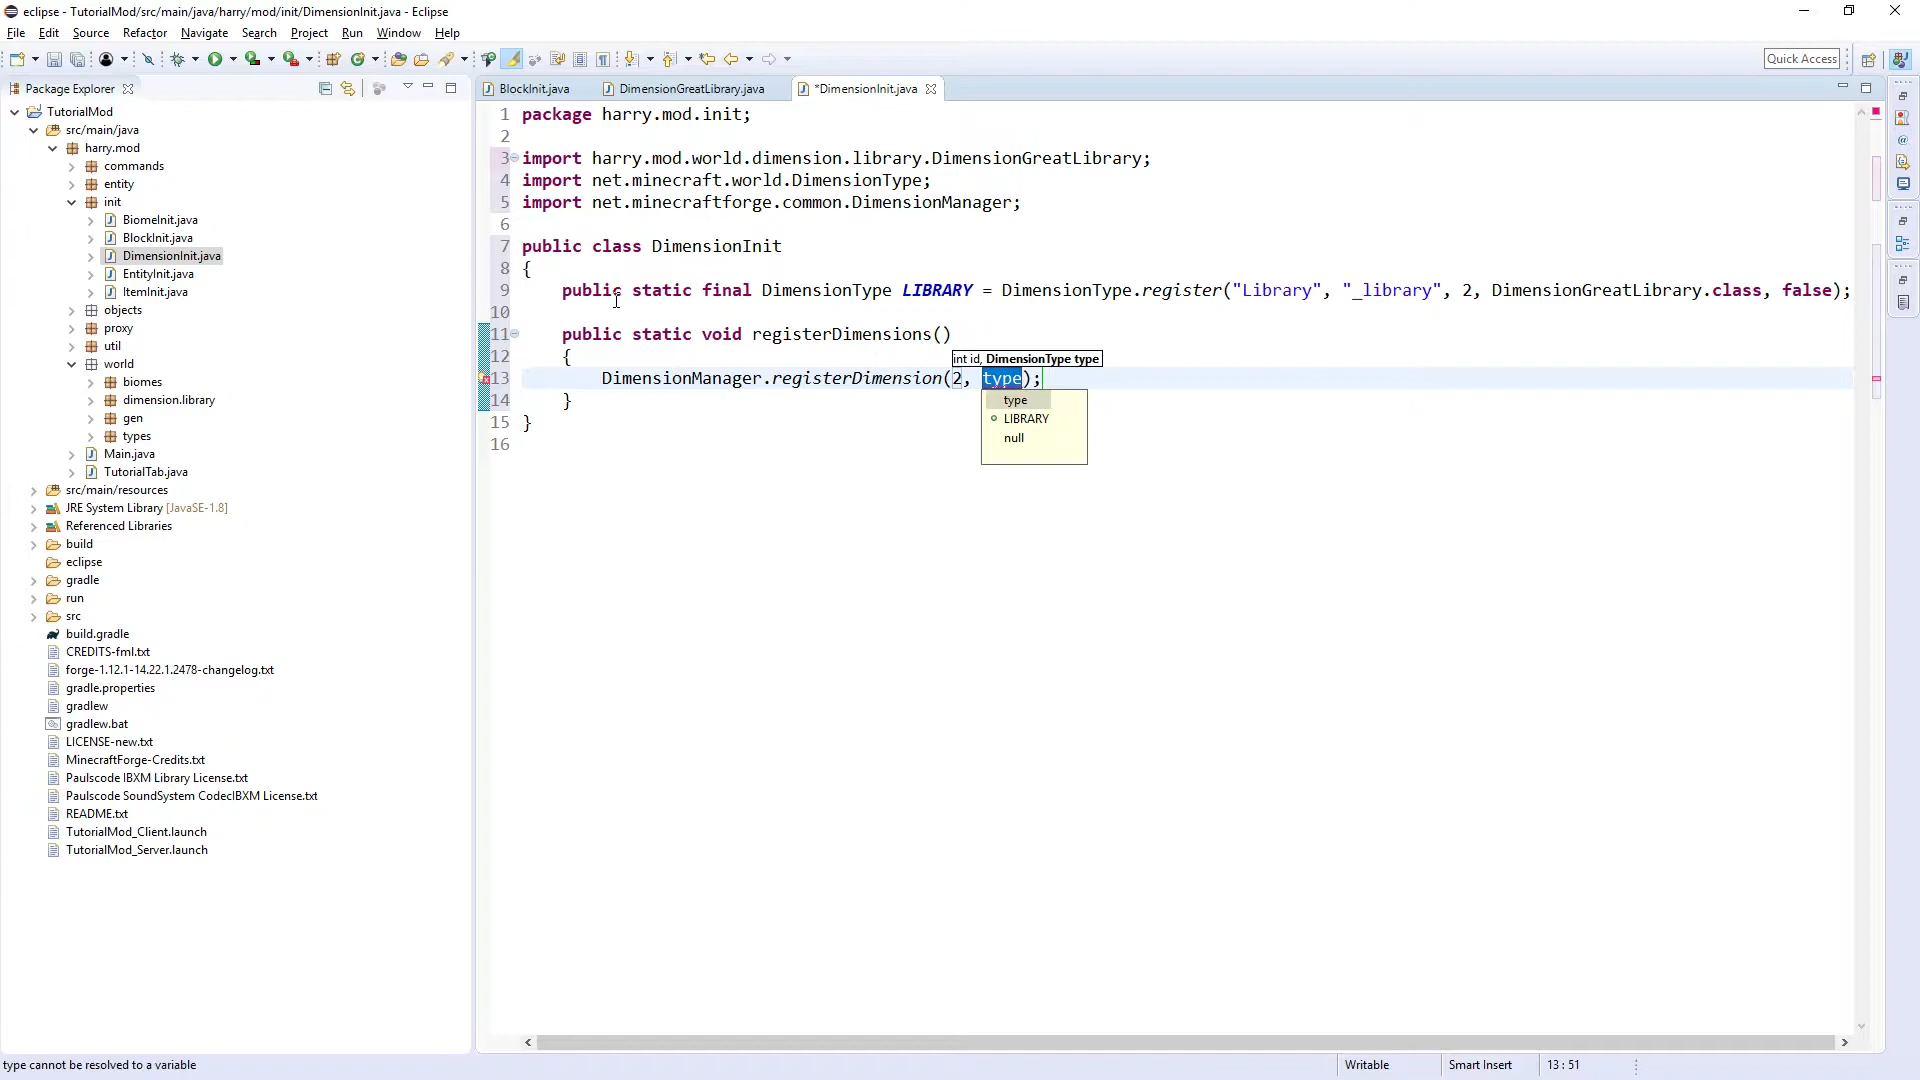 eclipse - TutorialMod/src/main/java/harry/mod/init/DimensionInit.java - Eclipse
File Edit Source Refactor Navigate Search Project Run Window Help
Quick Access
Package Explorer
BlockInit.java DimensionGreatLibrary.java *DimensionInit.java
TutorialMod
src/main/java
harry.mod
commands
entity
init
BiomeInit.java
BlockInit.java
DimensionInit.java
EntityInit.java
ItemInit.java
objects
proxy
util
world
biomes
dimension.library
gen
types
Main.java
TutorialTab.java
src/main/resources
JRE System Library [JavaSE-1.8]
Referenced Libraries
build
eclipse
gradle
run
src
build.gradle
CREDITS-fml.txt
forge-1.12.1-14.22.1.2478-changelog.txt
gradle.properties
gradlew
gradlew.bat
LICENSE-new.txt
MinecraftForge-Credits.txt
Paulscode IBXM Library License.txt
Paulscode SoundSystem CodecIBXM License.txt
README.txt
TutorialMod_Client.launch
TutorialMod_Server.launch
1 package harry.mod.init;
2
3 import harry.mod.world.dimension.library.DimensionGreatLibrary;
4 import net.minecraft.world.DimensionType;
5 import net.minecraftforge.common.DimensionManager;
6
7 public class DimensionInit
8 {
9 public static final DimensionType LIBRARY = DimensionType.register("Library", "_library", 2, DimensionGreatLibrary.class, false);
10
11 public static void registerDimensions()
12 {
int id, DimensionType type
13 DimensionManager.registerDimension(2, type);
type
LIBRARY
null
14 }
15 }
16
type cannot be resolved to a variable
Writable
Smart Insert
13 : 51